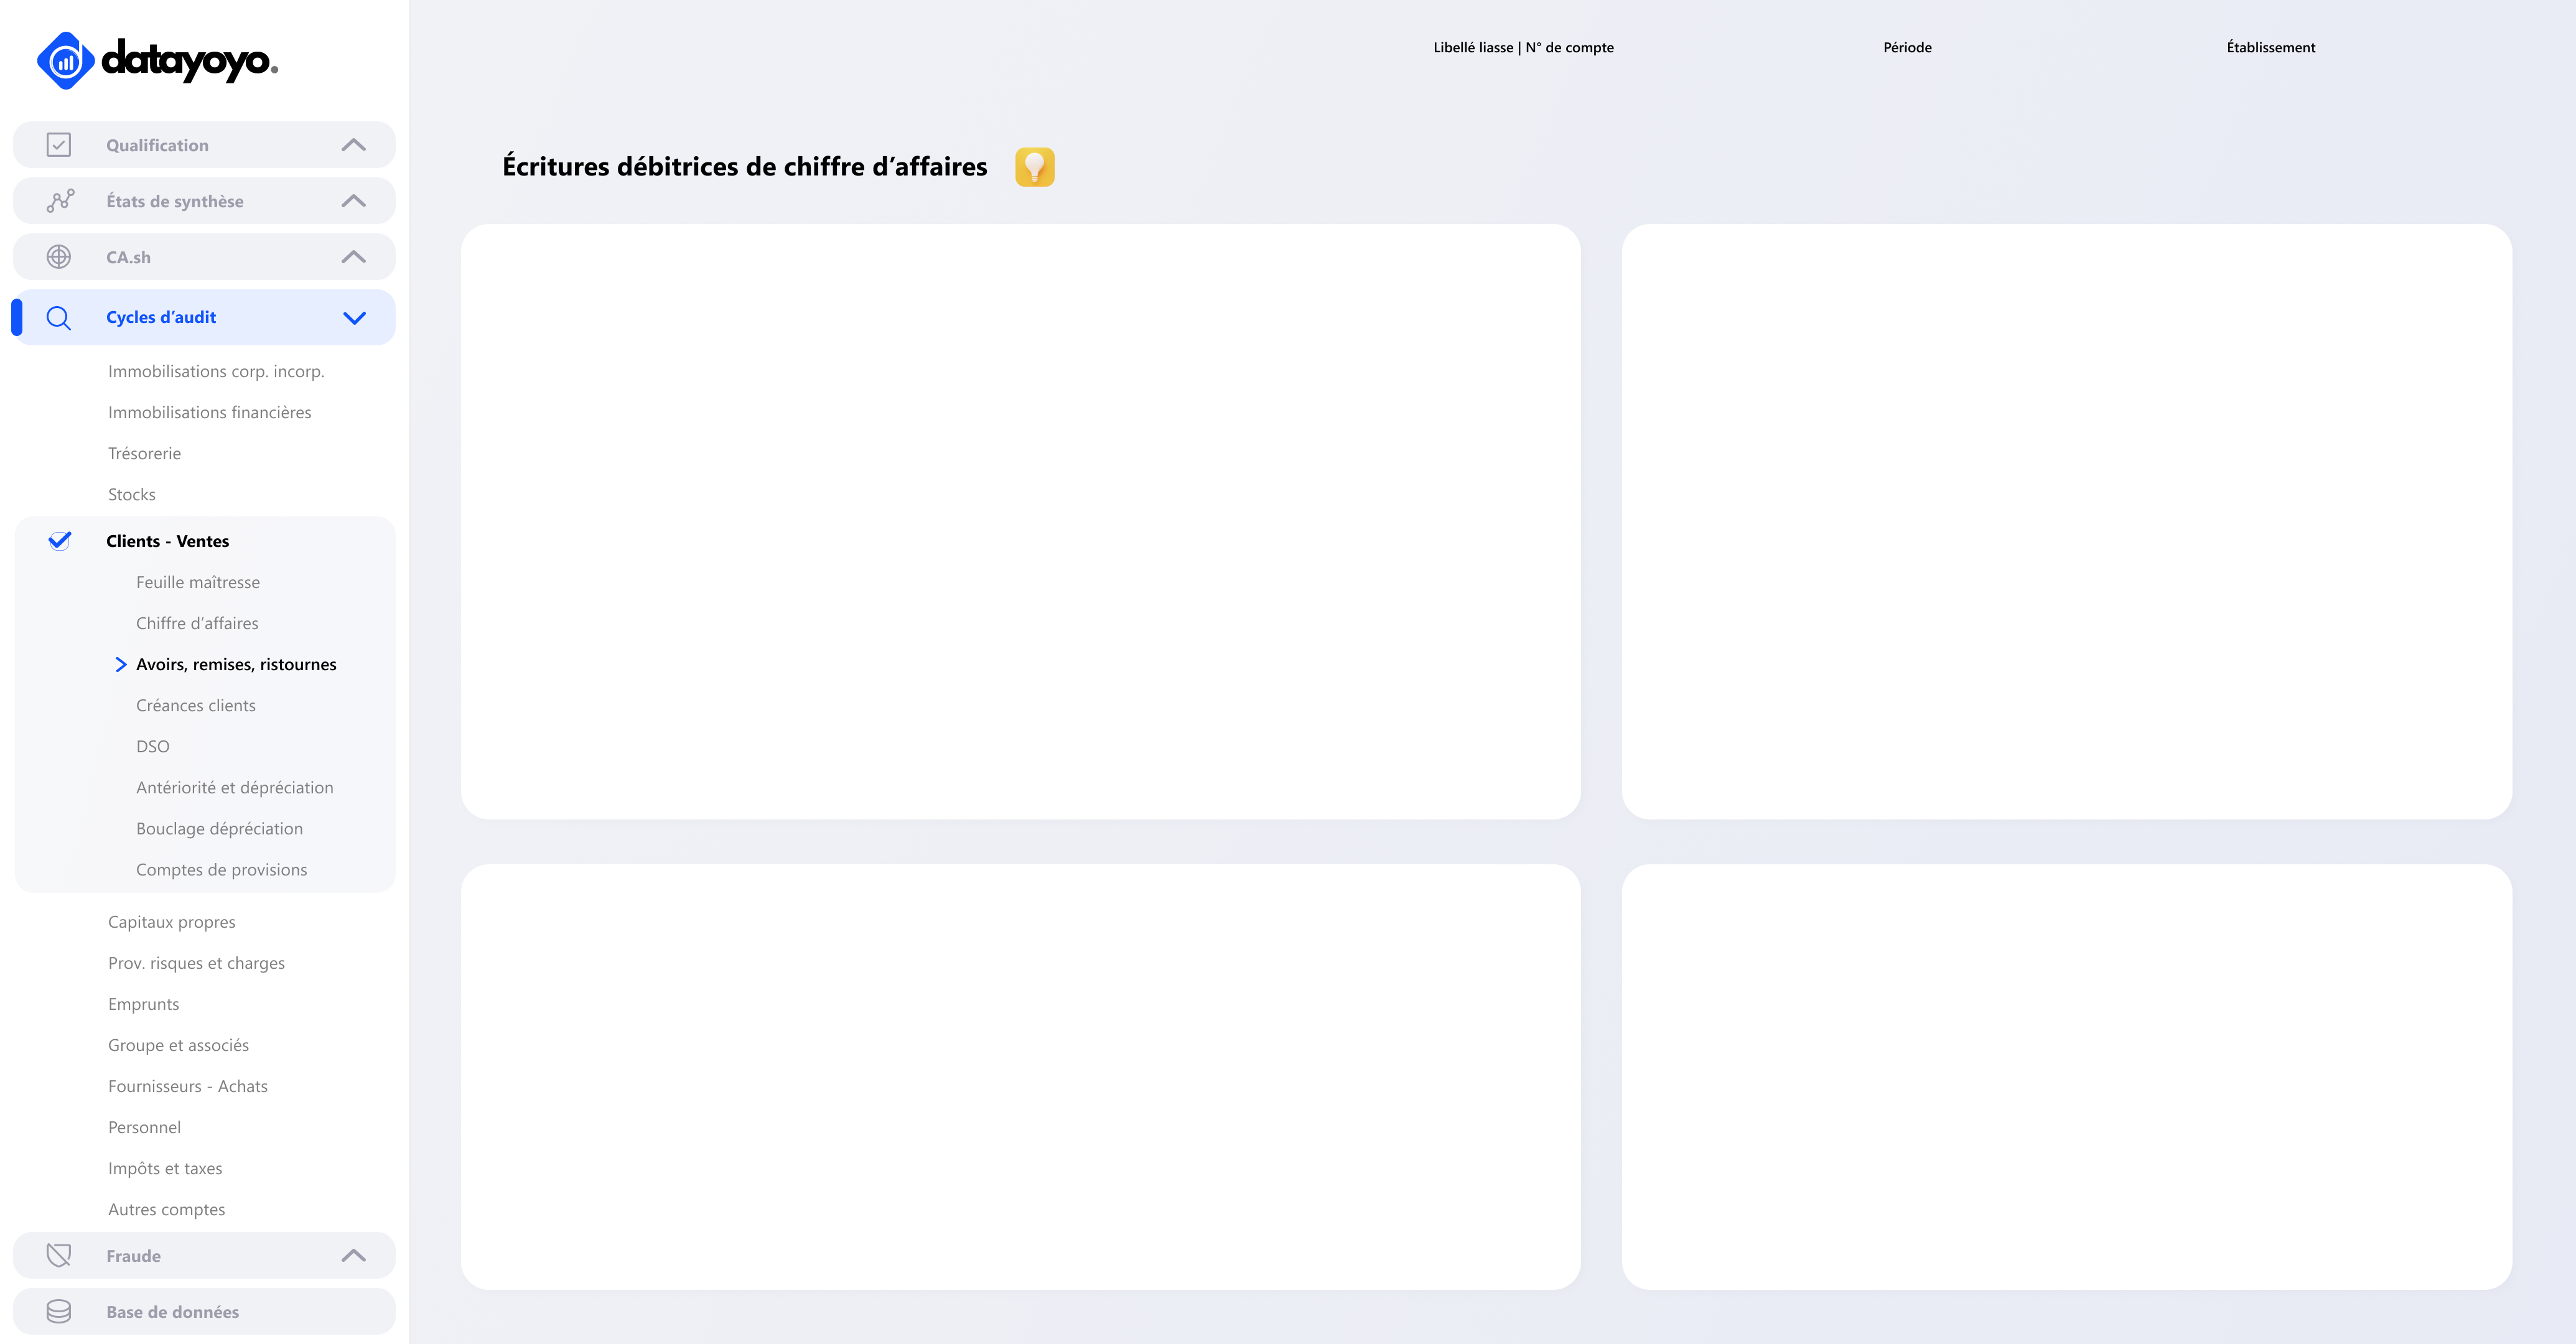 datayoyo.
Qualification
États de synthèse
CA.sh
Cycles d’audit
Immobilisations corp. incorp.
Immobilisations financières
Trésorerie
Stocks
Clients - Ventes
Feuille maîtresse
Chiffre d’affaires
Avoirs, remises, ristournes
Créances clients
DSO
Antériorité et dépréciation
Bouclage dépréciation
Comptes de provisions
Capitaux propres
Prov. risques et charges
Emprunts
Groupe et associés
Fournisseurs - Achats
Personnel
Impôts et taxes
Autres comptes
Fraude
Base de données
Libellé liasse | N° de compte
Période
Établissement
Écritures débitrices de chiffre d’affaires